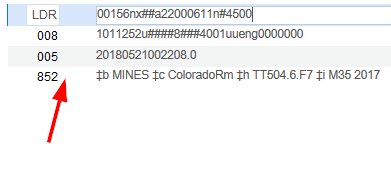 LDR 00156nx##a22000611n#4500
008 1011252u####8###4001uueng0000000
005 20180521002208.0
852 ‡b MINES ‡c ColoradoRm ‡h TT504.6.F7 ‡i M35 2017